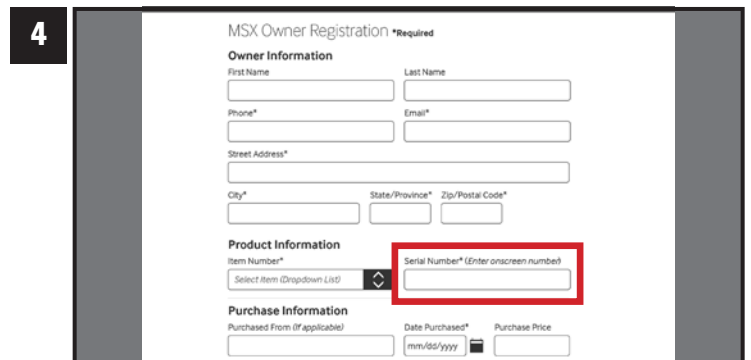 4
MSX Owner Registration *Required
Owner Information
First Name Last Name
Phone* Email*
Street Address*
City* State/Province* Zip/Postal Code*
Product Information
Item Number* Serial Number* (Enter onscreen number)
Select Item (Dropdown List)
Purchase Information
Purchased From (If applicable) Date Purchased* Purchase Price
mm/dd/yyyy